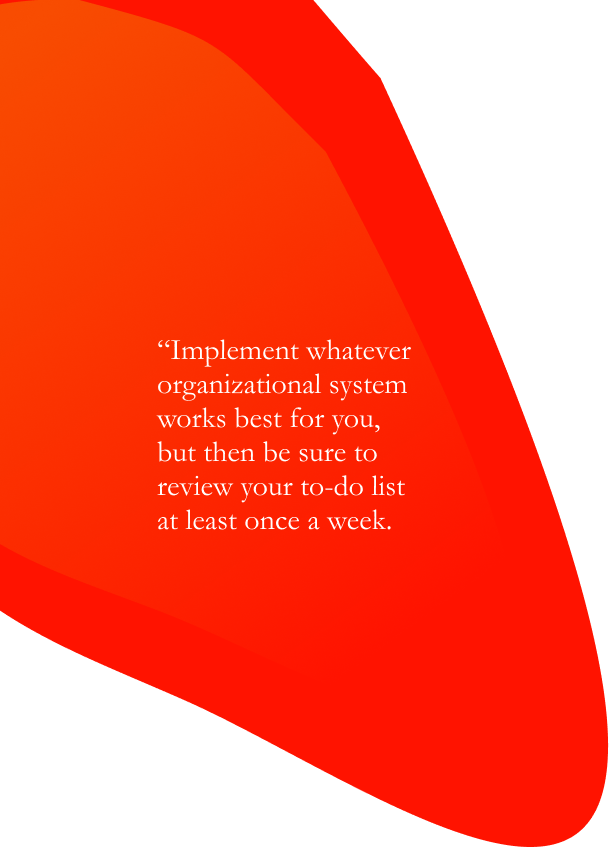 “Implement whatever
organizational system
works best for you,
but then be sure to
review your to-do list
at least once a week.